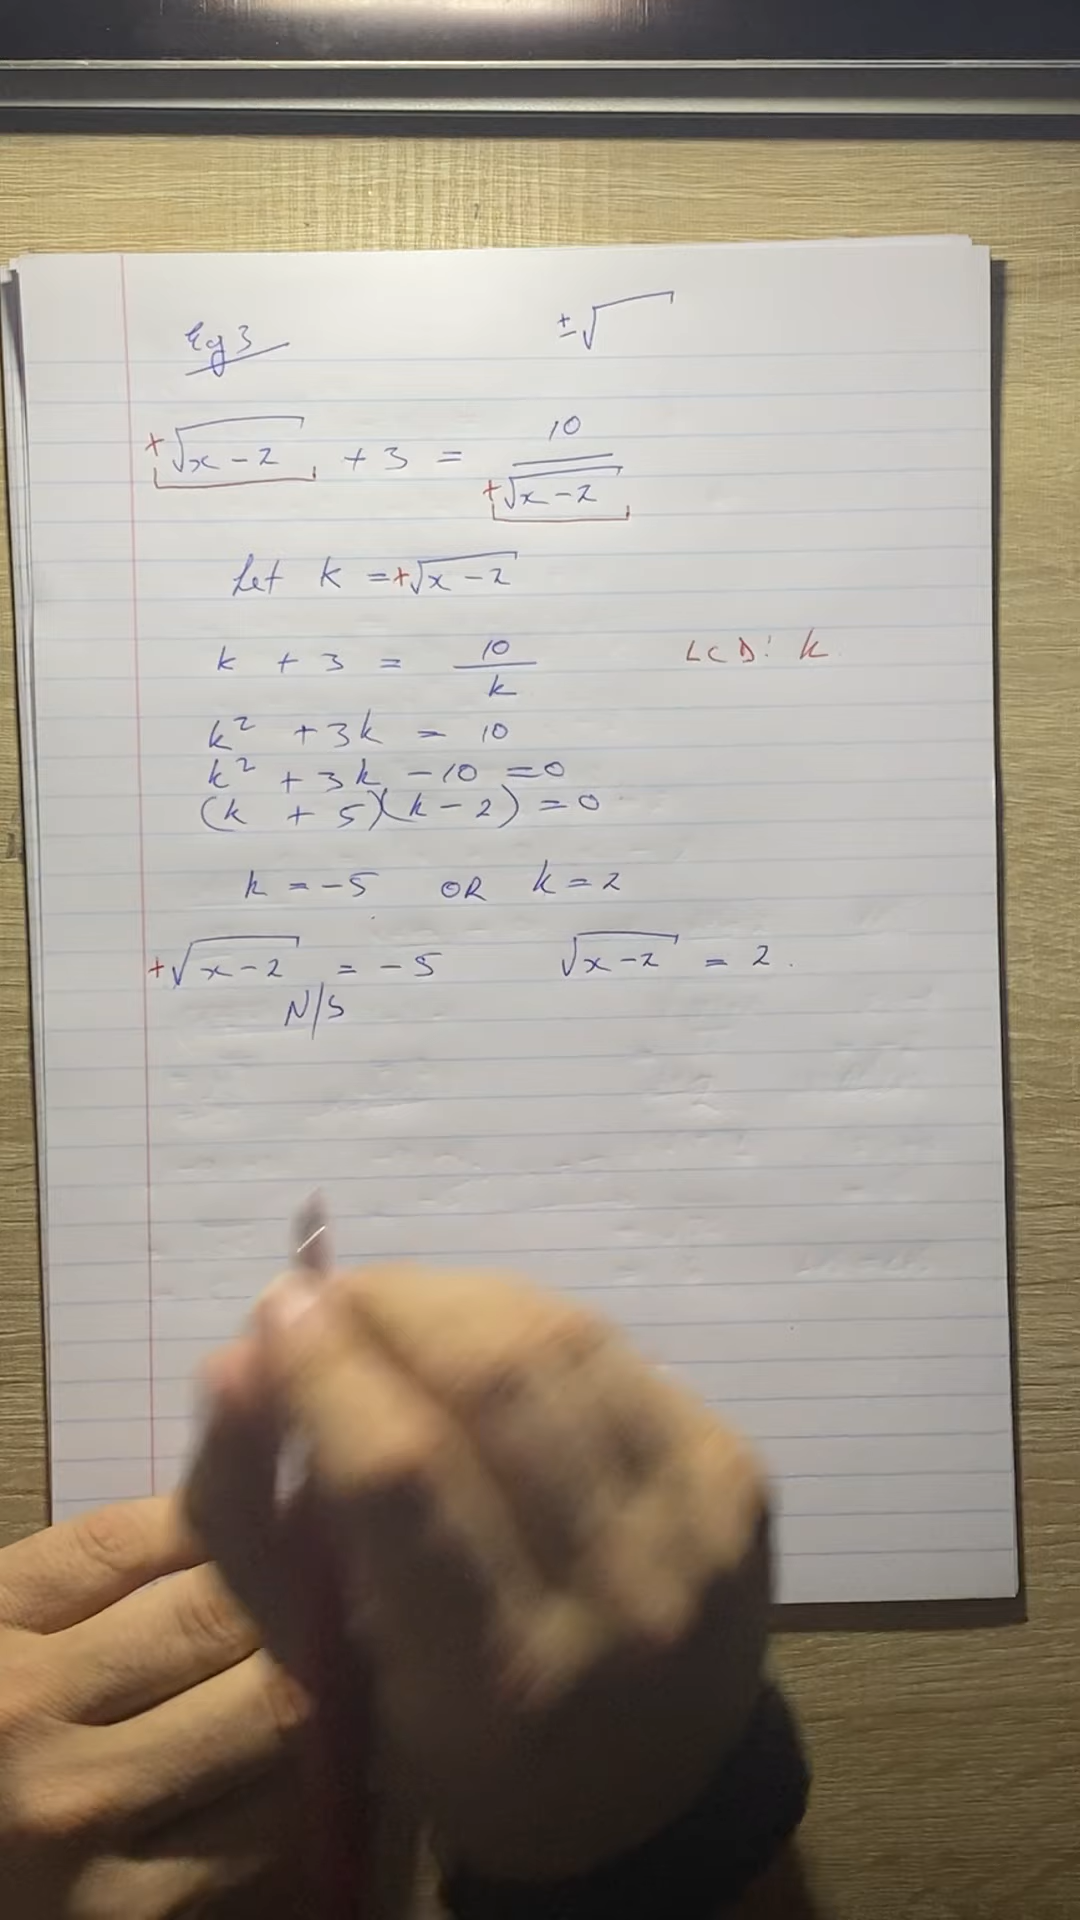 Eg 3
±√
+√x-2 + 3 = 10/+√x-2
Let k = +√x-2
k + 3 = 10/k
LCD: k
k² + 3k = 10
k² + 3k - 10 = 0
(k + 5)(k - 2) = 0
k = -5 OR k = 2
+√x-2 = -5 √x-2 = 2.
N/S